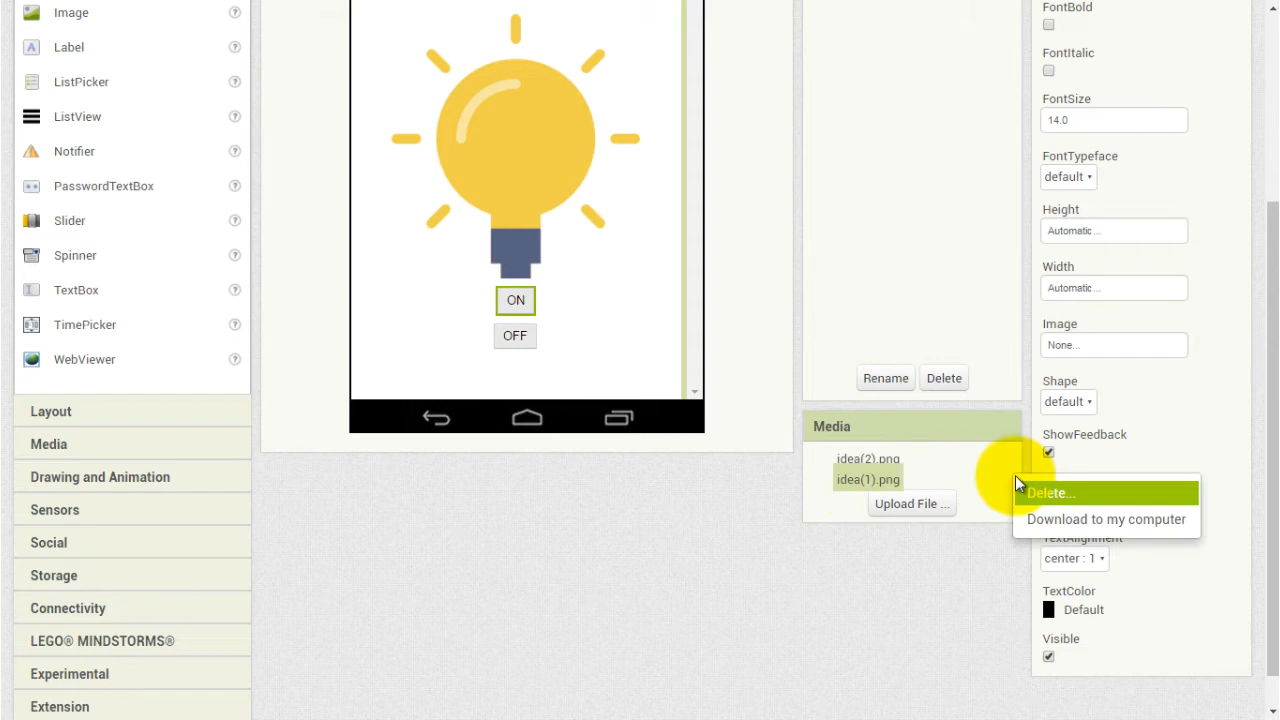 Image
Label
ListPicker
ListView
Notifier
PasswordTextBox
Slider
Spinner
TextBox
TimePicker
WebViewer
Layout
Media
Drawing and Animation
Sensors
Social
Storage
Connectivity
LEGO® MINDSTORMS®
Experimental
Extension
ON
OFF
Rename
Delete
Media
idea(2).png
idea(1).png
Upload File ...
Delete...
Download to my computer
FontBold
FontItalic
FontSize
14.0
FontTypeface
default
Height
Automatic...
Width
Automatic...
Image
None...
Shape
default
ShowFeedback
TextAlignment
center : 1
TextColor
Default
Visible